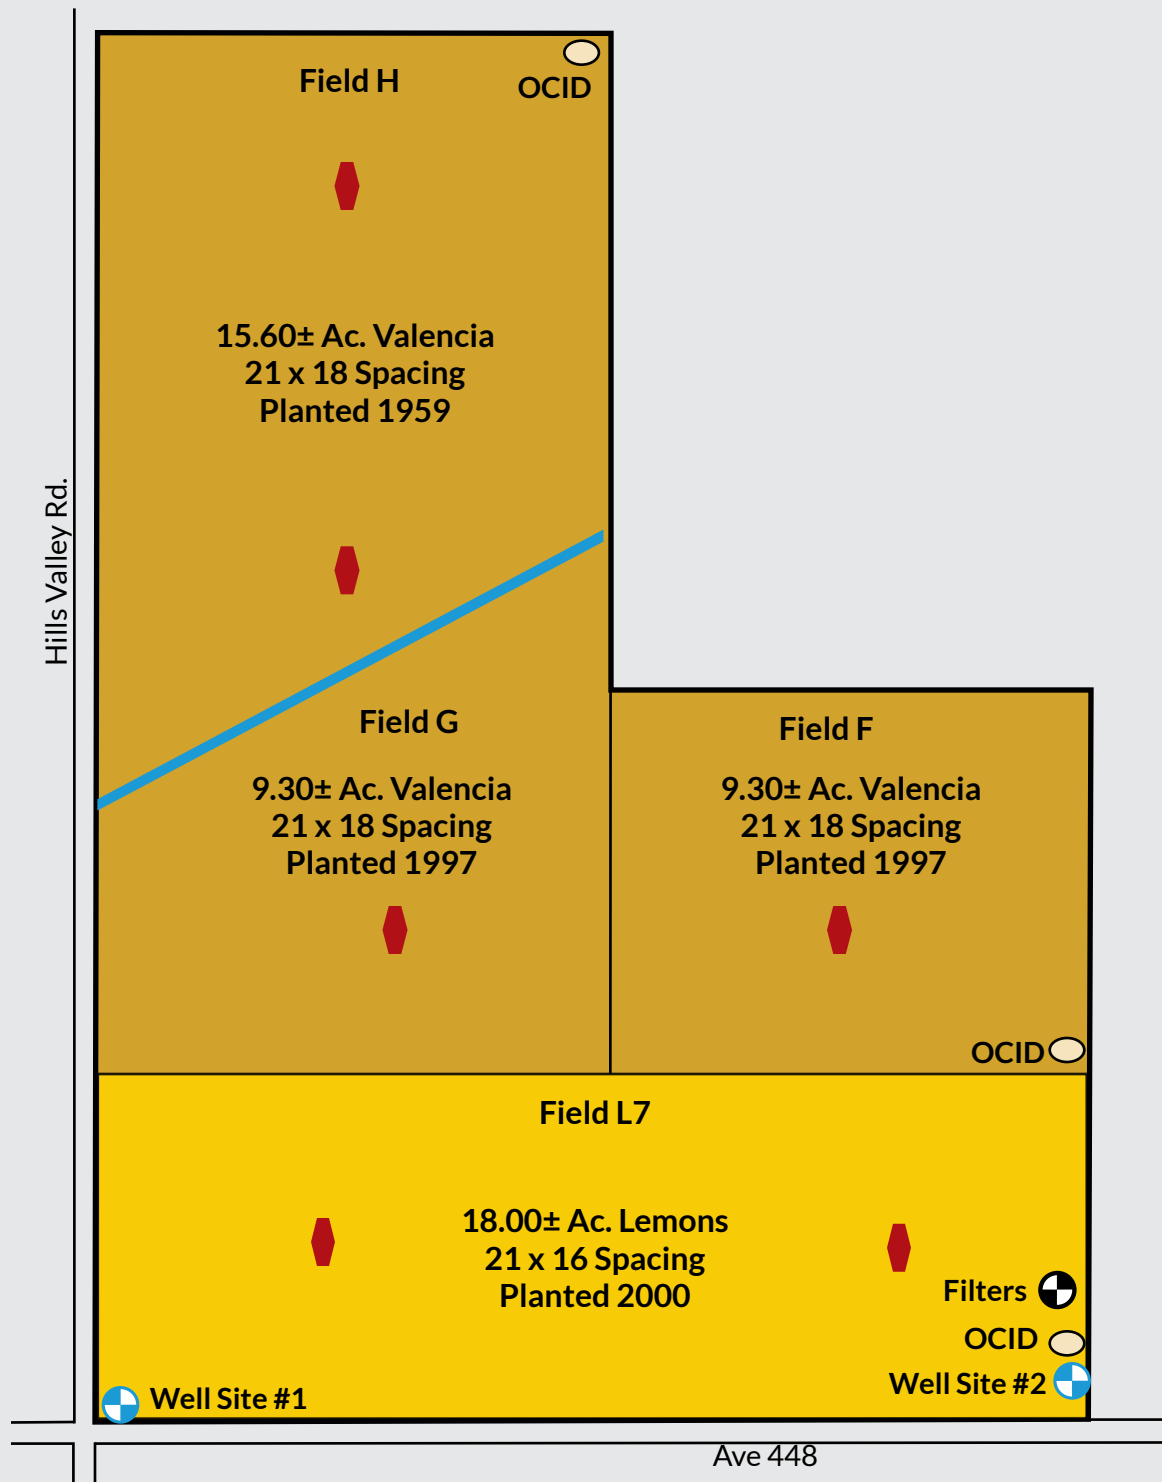 Field H
OCID
15.60± Ac. Valencia
21 x 18 Spacing
Planted 1959
Hills Valley Rd.
Field G
9.30± Ac. Valencia
21 x 18 Spacing
Planted 1997
Field F
9.30± Ac. Valencia
21 x 18 Spacing
Planted 1997
OCID
Field L7
18.00± Ac. Lemons
21 x 16 Spacing
Planted 2000
Filters
OCID
Well Site #2
Well Site #1
Ave 448